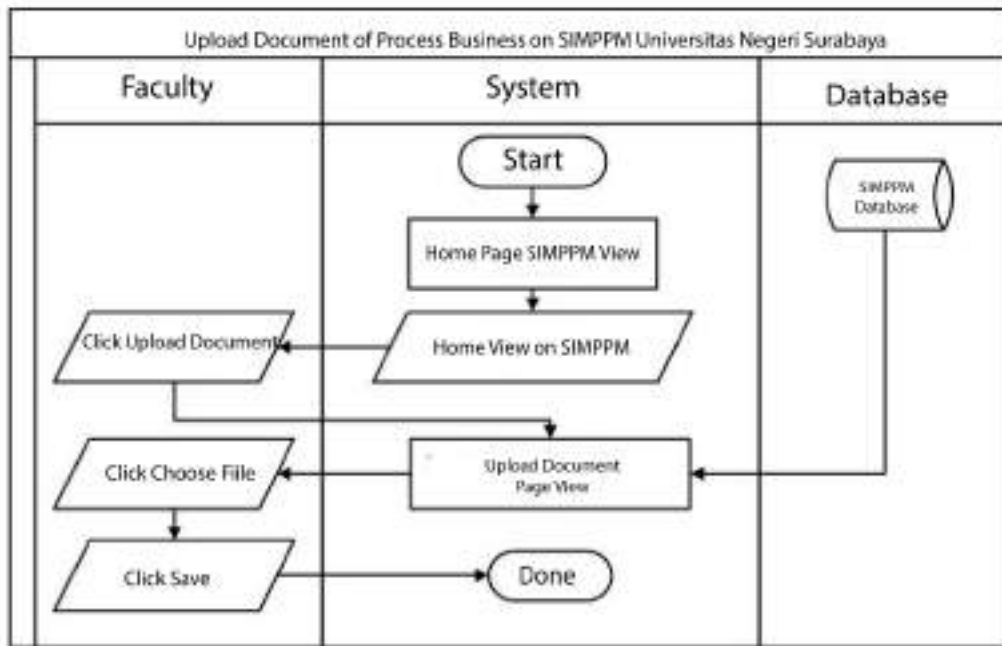 Upload Document of Process Business on SIMPPM Universitas Negeri Surabaya
Faculty
System
Database
Start
SIMPPM
Database
Home Page SIMPPM View
Click Upload Document
Home View on SIMPPM
Click Choose Fiile
Upload Document
Page View
Click Save
Done